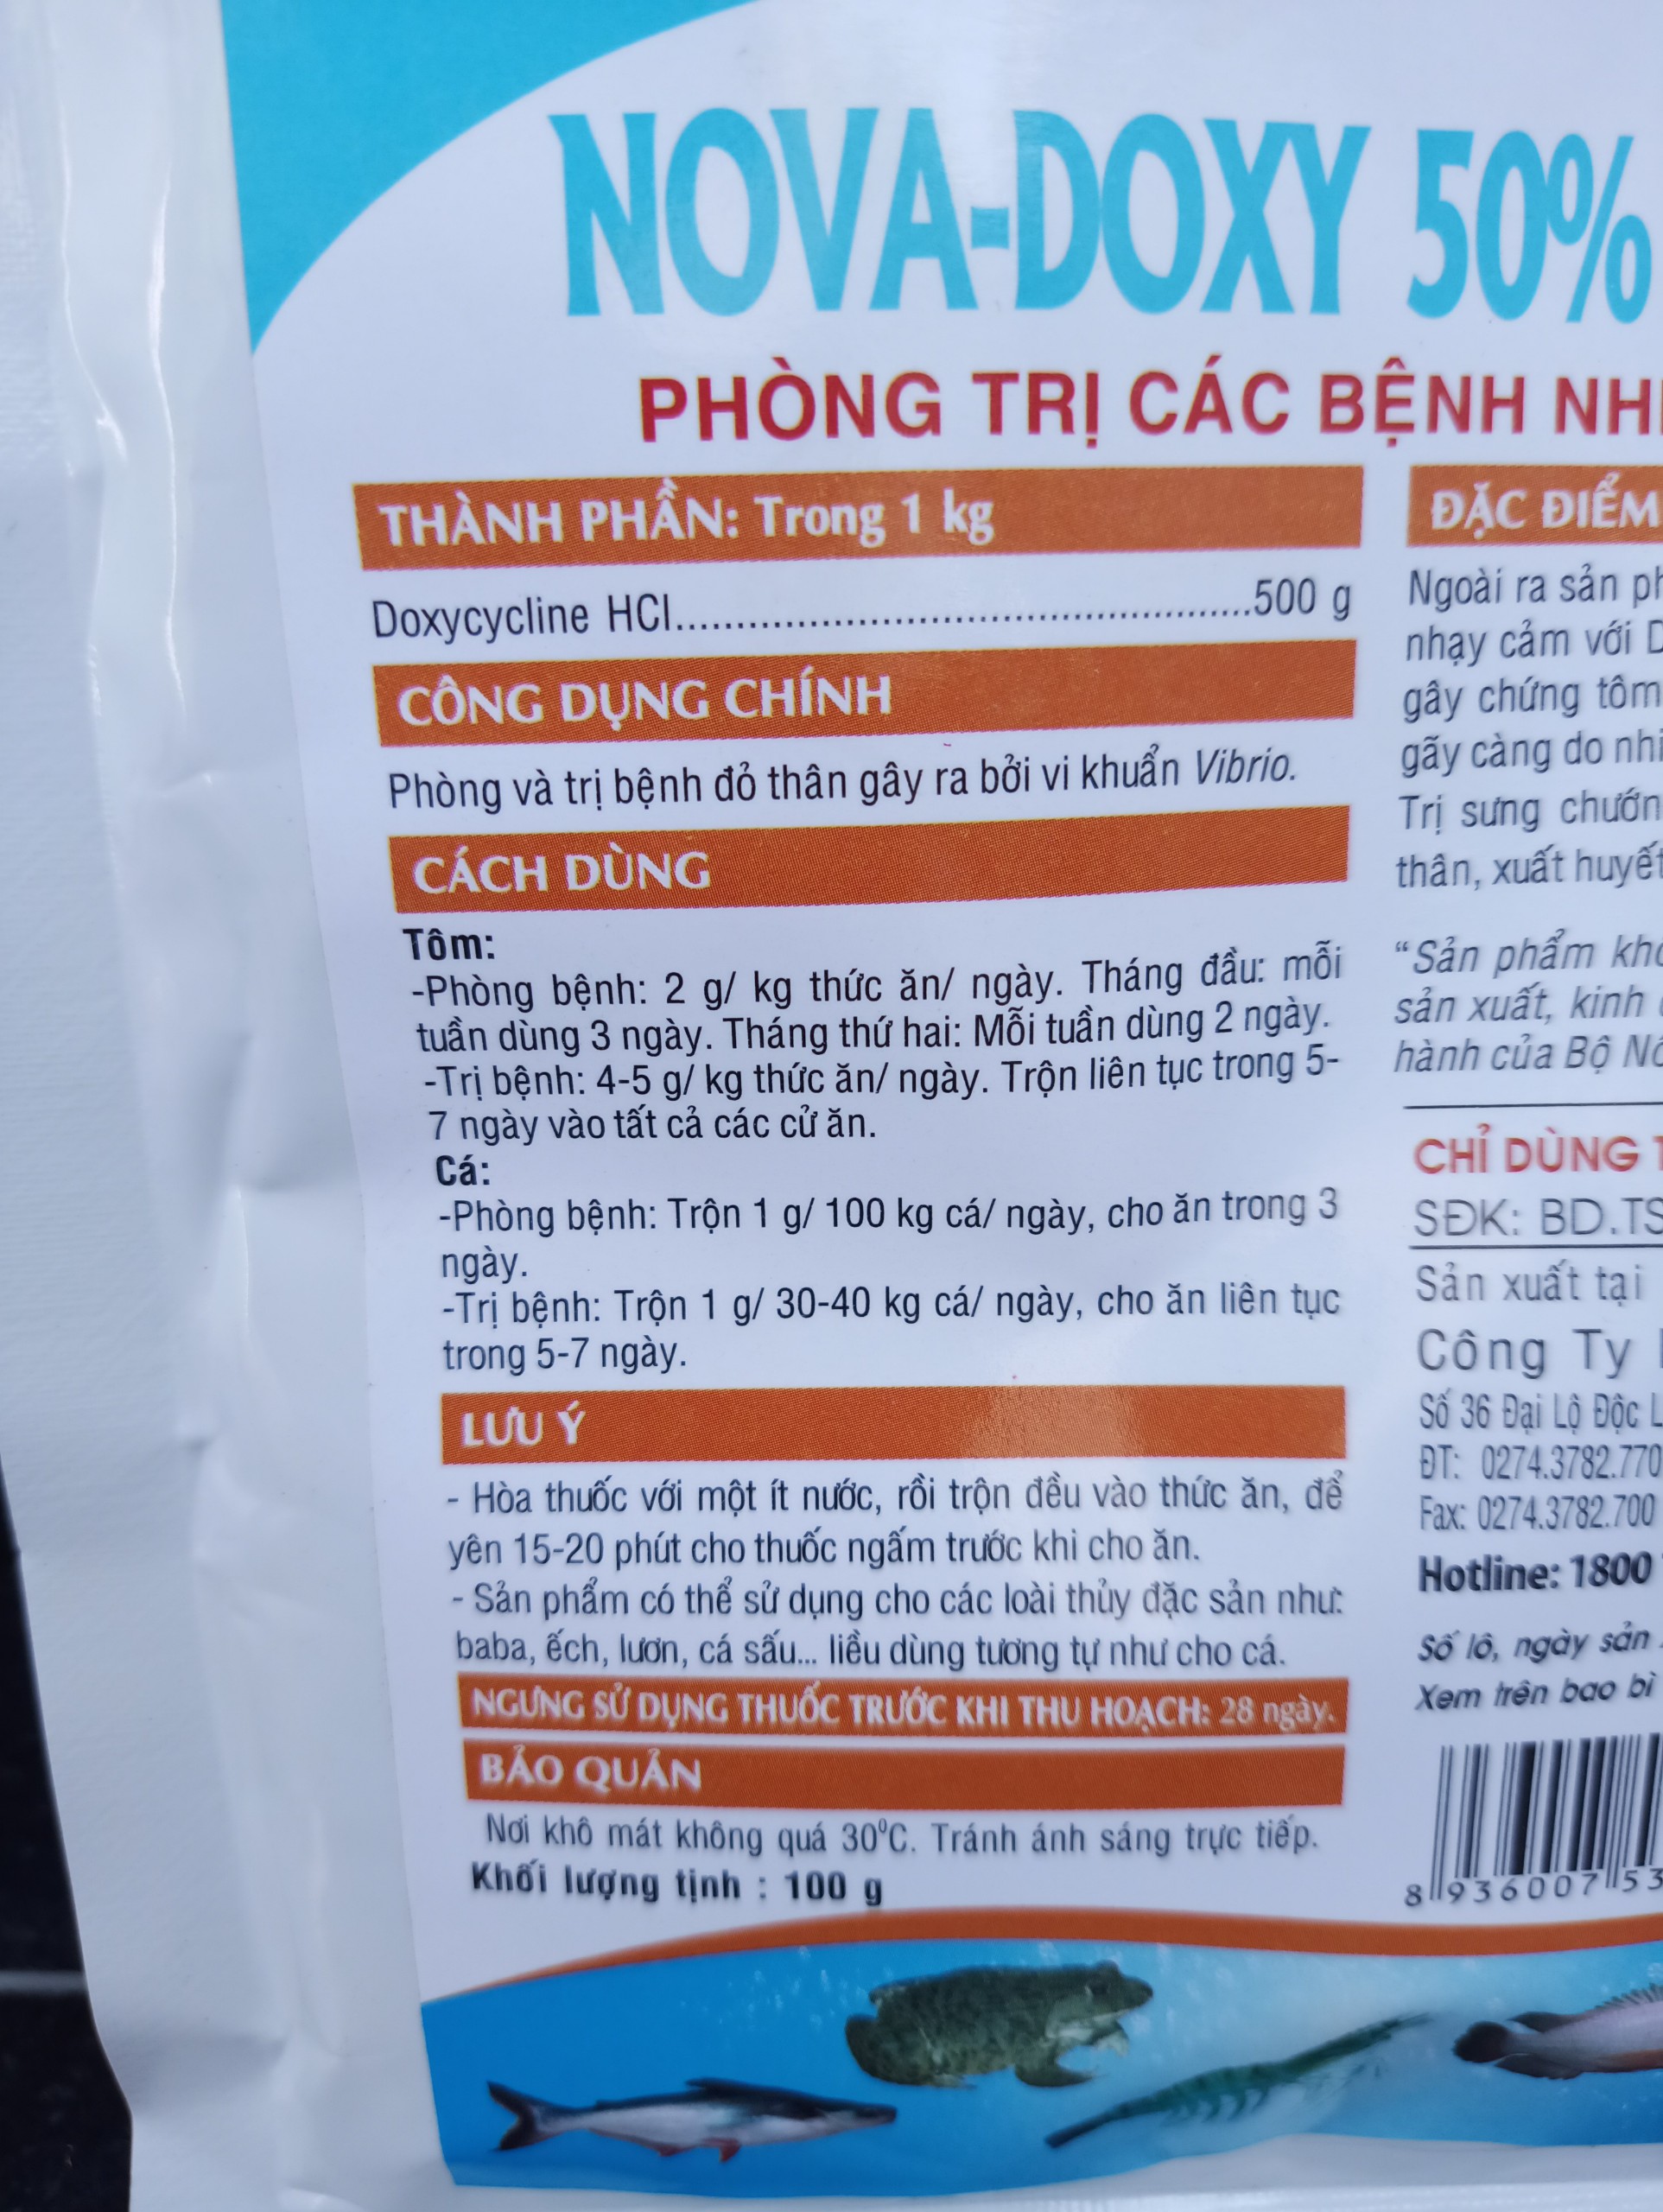 NOVA-DOXY 50%
PHÒNG TRỊ CÁC BỆNH
THÀNH PHẦN: Trong 1 kg
Doxycycline HCl..................................................500 g
CÔNG DỤNG CHÍNH
Phòng và trị bệnh đỏ thân gây ra bởi vi khuẩn Vibrio.
CÁCH DÙNG
Tôm:
-Phòng bệnh: 2 g/ kg thức ăn/ ngày. Tháng đầu: mỗi
tuần dùng 3 ngày. Tháng thứ hai: Mỗi tuần dùng 2 ngày.
-Trị bệnh: 4-5 g/ kg thức ăn/ ngày. Trộn liên tục trong 5-
7 ngày vào tất cả các cử ăn.
Cá:
-Phòng bệnh: Trộn 1 g/ 100 kg cá/ ngày, cho ăn trong 3
ngày.
-Trị bệnh: Trộn 1 g/ 30-40 kg cá/ ngày, cho ăn liên tục
trong 5-7 ngày.
LƯU Ý
- Hòa thuốc với một ít nước, rồi trộn đều vào thức ăn, để
yên 15-20 phút cho thuốc ngấm trước khi cho ăn.
- Sản phẩm có thể sử dụng cho các loài thủy đặc sản như:
baba, ếch, lươn, cá sấu... liều dùng tương tự như cho cá.
NGƯNG SỬ DỤNG THUỐC TRƯỚC KHI THU HOẠCH: 28 ngày.
BẢO QUẢN
Nơi khô mát không quá 30⁰C. Tránh ánh sáng trực tiếp.
Khối lượng tịnh : 100 g
ĐẶC ĐIỂM
Ngoài ra sản
nhạy cảm với
gây chứng tôm
gãy càng do
Trị sưng
thân, xuất huyết
“Sản phẩm
sản xuất, kinh
hành của Bộ
CHỈ DÙNG
SĐK: BD.TS
Sản xuất tại
Công Ty
Số 36 Đại Lộ Độc
ĐT: 0274.3782.770
Fax: 0274.3782.700
Hotline: 1800
Số lô, ngày sản
Xem trên bao bì
8 936007 53